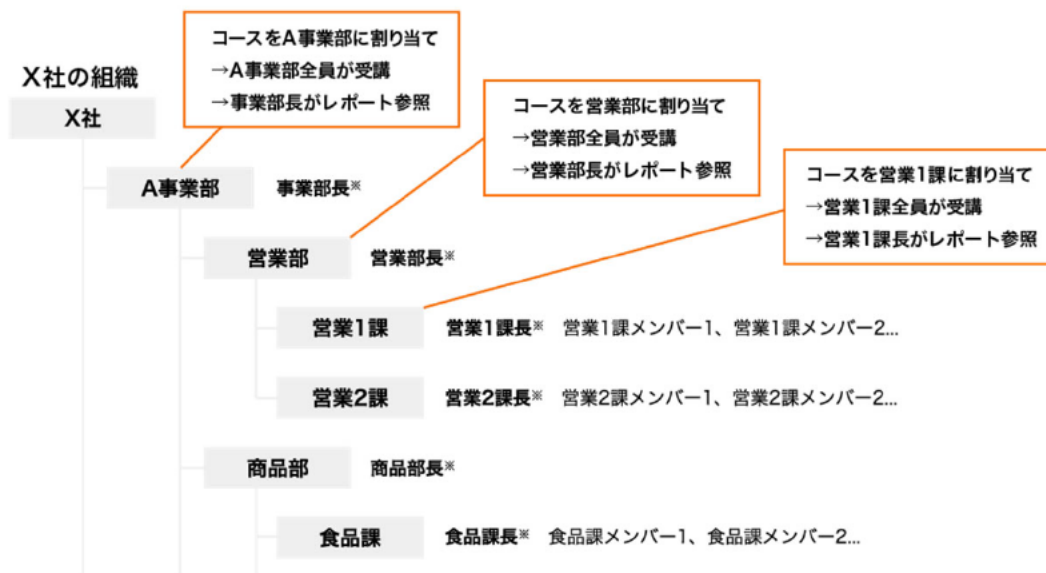 コースをA事業部に割り当て
→A事業部全員が受講
→事業部長がレポート参照
X社の組織
X社
コースを営業部に割り当て
→営業部全員が受講
→営業部長がレポート参照
コースを営業1課に割り当て
→営業1課全員が受講
→営業1課長がレポート参照
A事業部 事業部長※
営業部 営業部長※
営業1課 営業1課長※ 営業1課メンバー1、営業1課メンバー2...
営業2課 営業2課長※ 営業2課メンバー1、営業2課メンバー2...
商品部 商品部長※
食品課 食品課長※ 食品課メンバー1、食品課メンバー2...